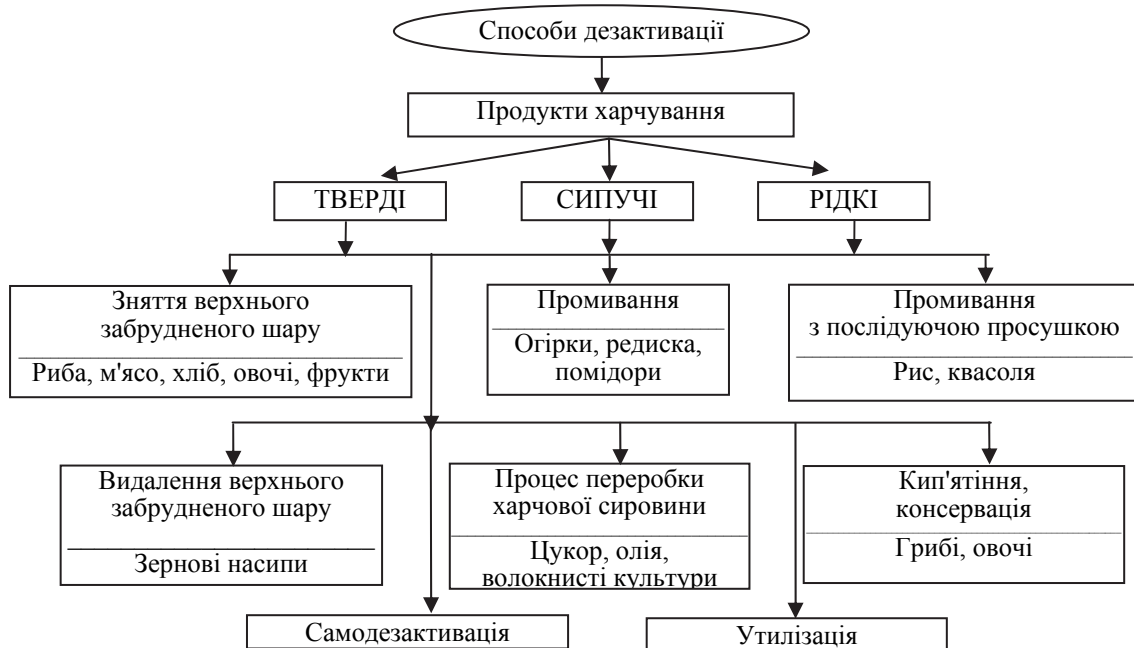 Способи дезактивації
Продукти харчування
ТВЕРДІ
СИПУЧІ
РІДКІ
Зняття верхнього
забрудненого шару
Риба, м'ясо, хліб, овочі, фрукти
Промивання
Огірки, редиска,
помідори
Промивання
з послідуючою просушкою
Рис, квасоля
Видалення верхнього
забрудненого шару
Зернові насипи
Процес переробки
харчової сировини
Цукор, олія,
волокнисті культури
Кип'ятіння,
консервація
Грибі, овочі
Самодезактивація
Утилізація